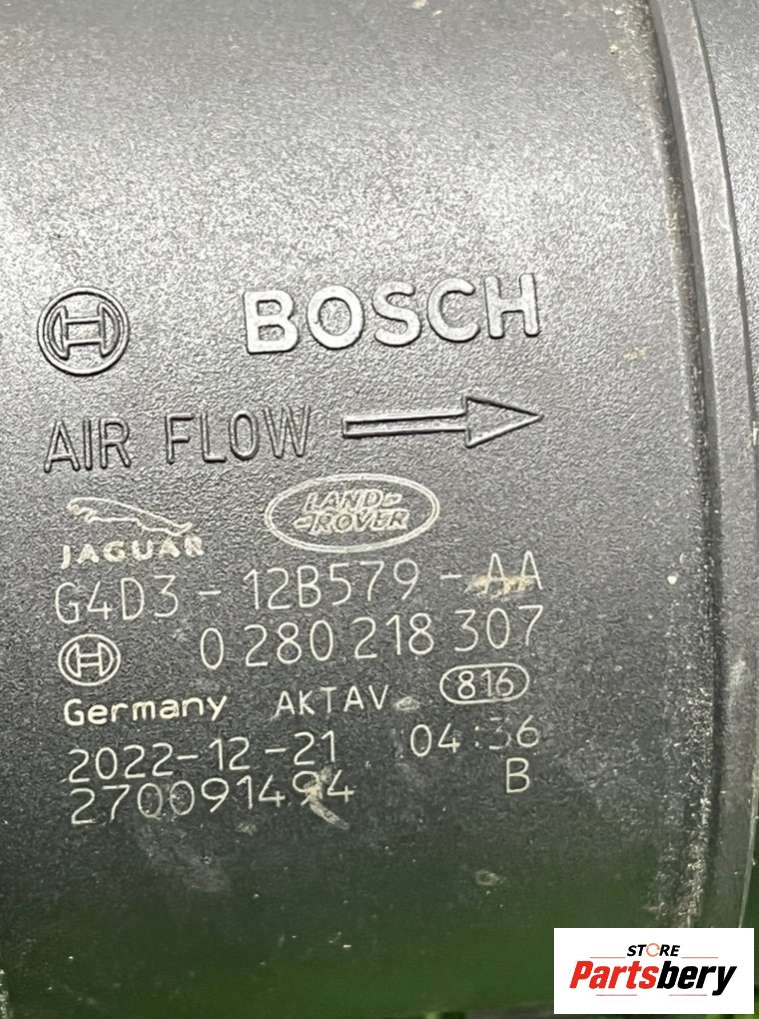 BOSCH
AIR FLOW
JAGUAR
LAND-
-ROVER
G4D3-12B579-AA
0 280 218 307
Germany AKTAV 816
2022-12-21 04:36
270091494 B
STORE
Partsbery